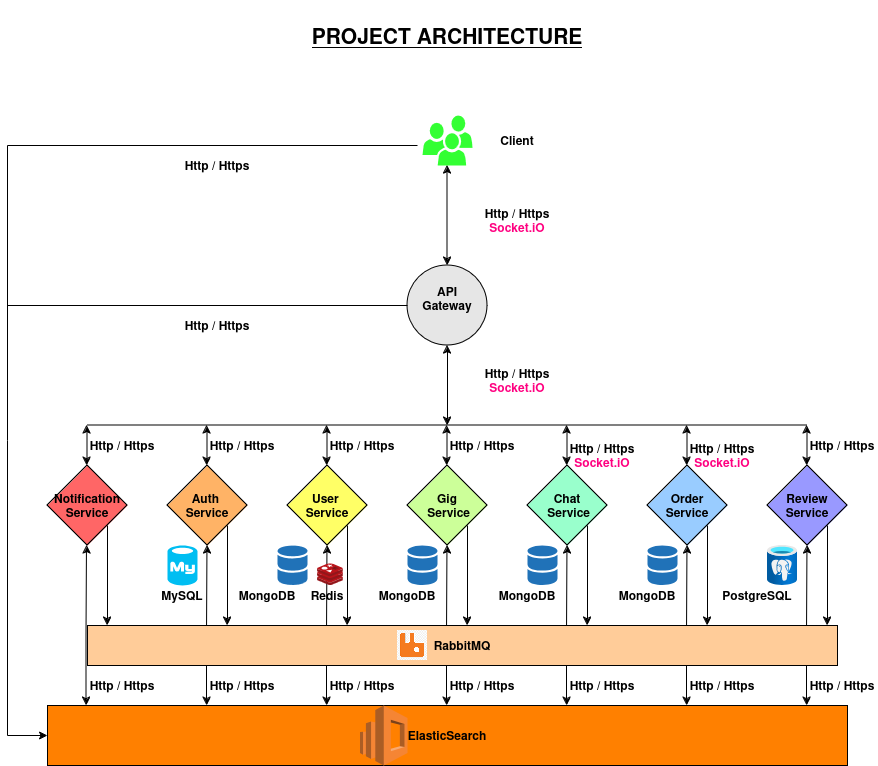 PROJECT ARCHITECTURE
Client
Http / Https
Http / Https
Socket.iO
API
Gateway
Http / Https
Http / Https
Socket.iO
Http / Https
Http / Https
Http / Https
Http / Https
Http / Https
Socket.iO
Http / Https
Socket.iO
Http / Https
Notification
Service
Auth
Service
User
Service
Gig
Service
Chat
Service
Order
Service
Review
Service
My
MySQL
MongoDB
Redis
MongoDB
MongoDB
MongoDB
PostgreSQL
RabbitMQ
Http / Https
Http / Https
Http / Https
Http / Https
Http / Https
Http / Https
Http / Https
ElasticSearch